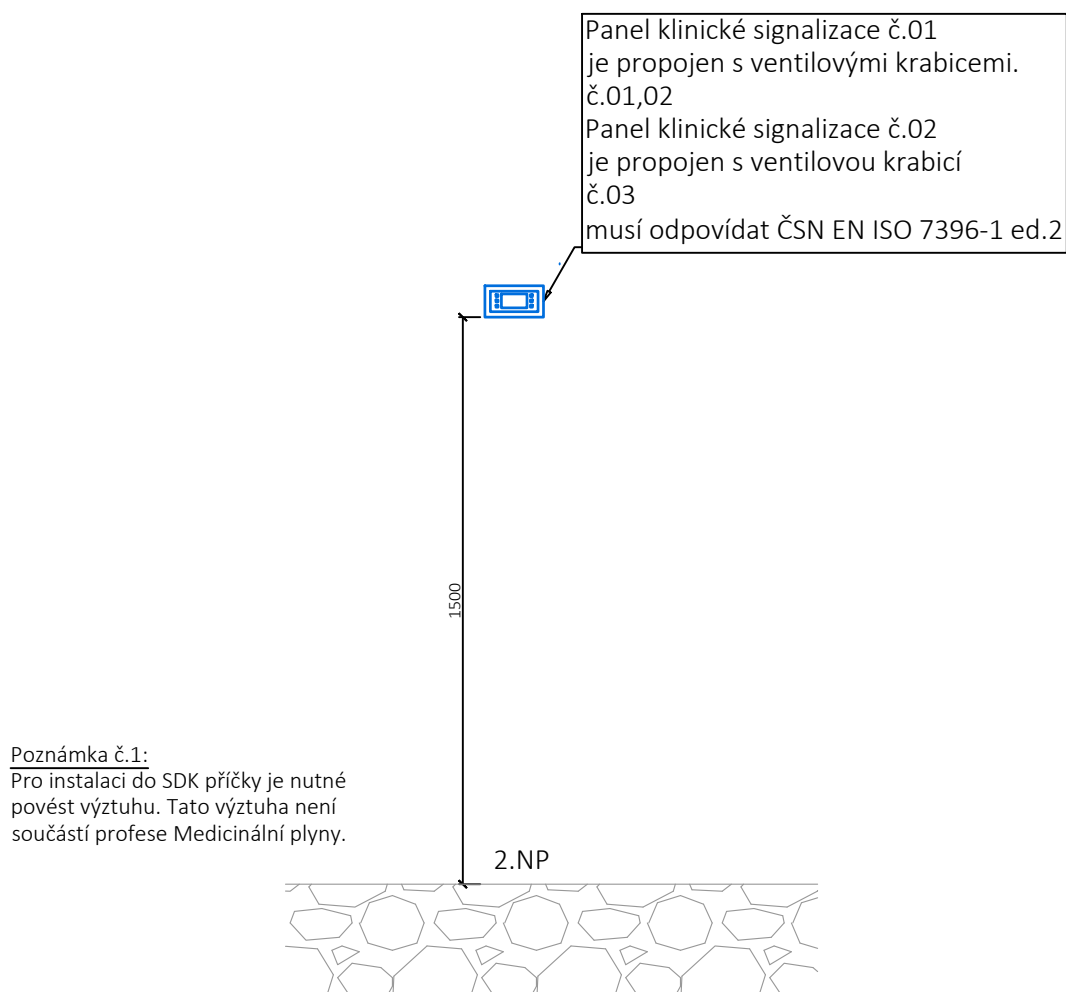 Panel klinické signalizace č.01
je propojen s ventilovými krabicemi.
č.01,02
Panel klinické signalizace č.02
je propojen s ventilovou krabicí
č.03
musí odpovídat ČSN EN ISO 7396-1 ed.2
1500
Poznámka č.1:
Pro instalaci do SDK příčky je nutné
povést výztuhu. Tato výztuha není
součástí profese Medicinální plyny.
2.NP